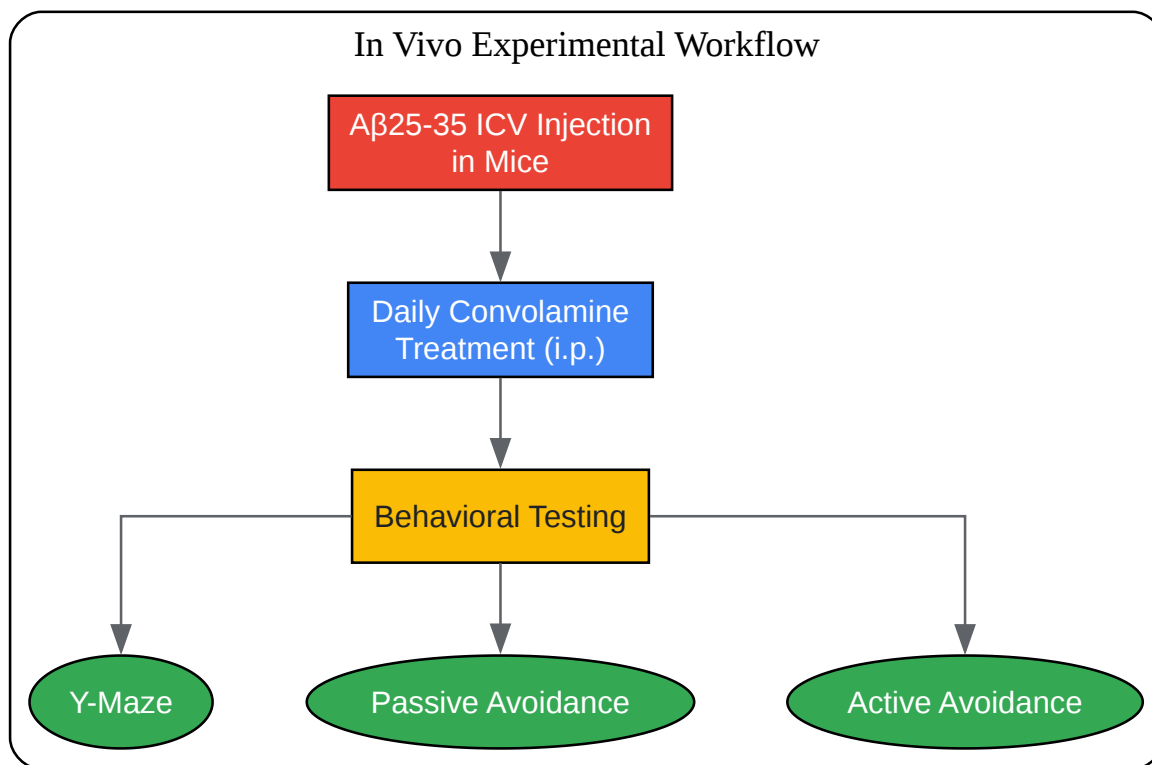 In Vivo Experimental Workflow
Aβ25-35 ICV Injection
in Mice
Daily Convolamine
Treatment (i.p.)
Behavioral Testing
Y-Maze
Passive Avoidance
Active Avoidance